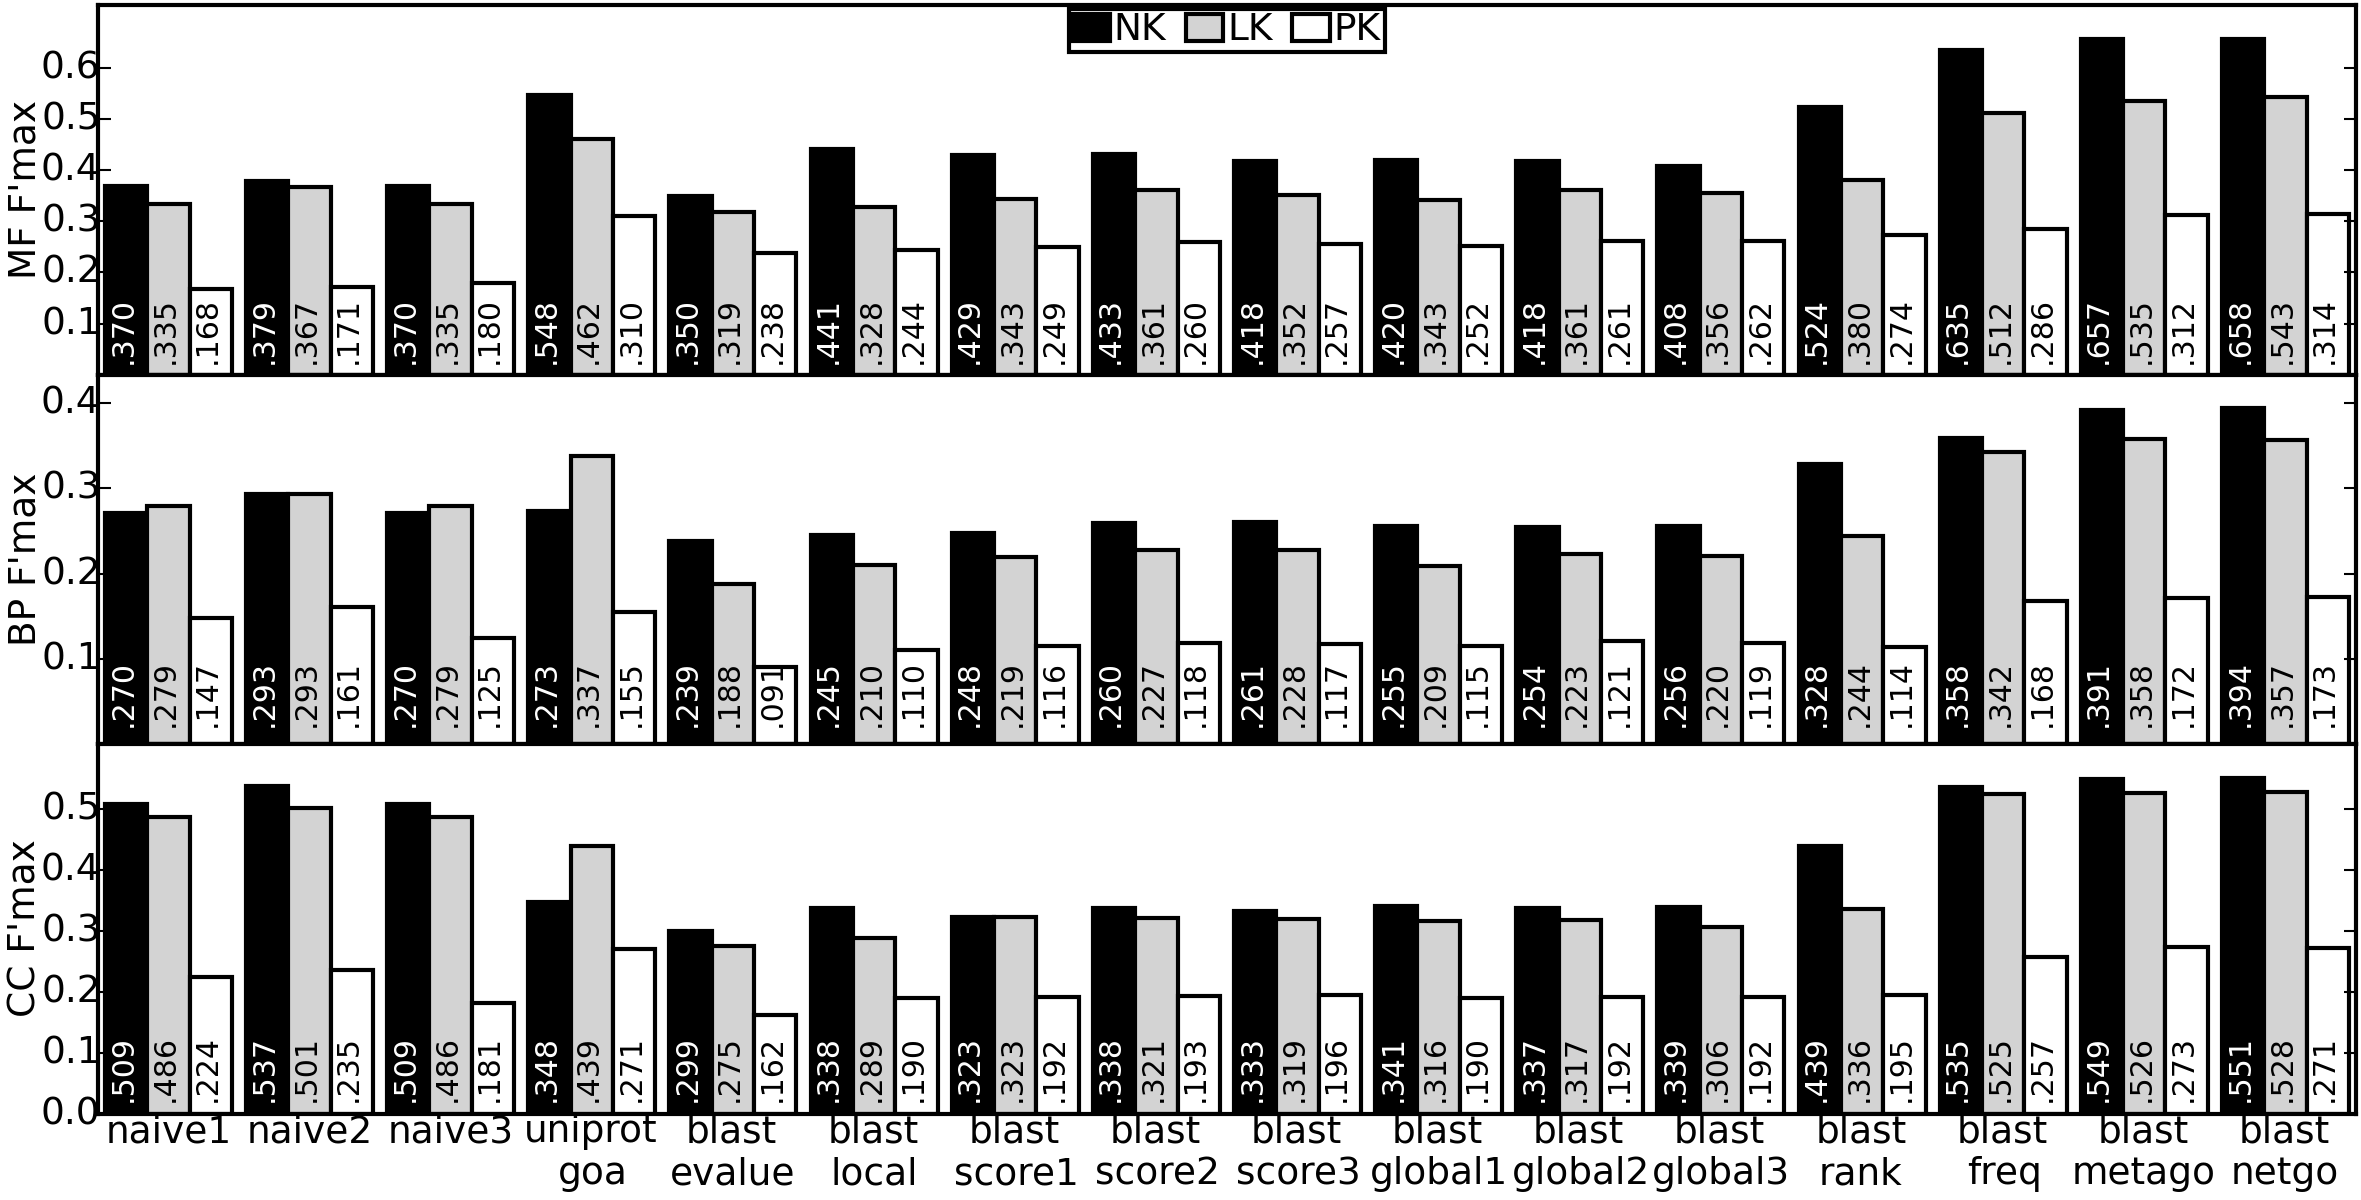 NK LK PK
MF F'max
0.6
0.5
0.4
0.3
0.2
0.1
.370 .335 .168 .379 .367 .171 .370 .335 .180 .548 .462 .310 .350 .319 .238 .441 .328 .244 .429 .343 .249 .433 .361 .260 .418 .352 .257 .420 .343 .252 .418 .361 .261 .408 .356 .262 .524 .380 .274 .635 .512 .286 .657 .535 .312 .658 .543 .314
BP F'max
0.4
0.3
0.2
0.1
.270 .279 .147 .293 .293 .161 .270 .279 .125 .273 .337 .155 .239 .188 .091 .245 .210 .110 .248 .219 .116 .260 .227 .118 .261 .228 .117 .255 .209 .115 .254 .223 .121 .256 .220 .119 .328 .244 .114 .358 .342 .168 .391 .358 .172 .394 .357 .173
CC F'max
0.5
0.4
0.3
0.2
0.1
0.0
.509 .486 .224 .537 .501 .235 .509 .486 .181 .348 .439 .271 .299 .275 .162 .338 .289 .190 .323 .323 .192 .338 .321 .193 .333 .319 .196 .341 .316 .190 .337 .317 .192 .339 .306 .192 .439 .336 .195 .535 .525 .257 .549 .526 .273 .551 .528 .271
naive1 naive2 naive3 uniprot blast blast blast blast blast blast blast blast blast blast blast blast
goa evalue local score1 score2 score3 global1 global2 global3 rank freq metago netgo